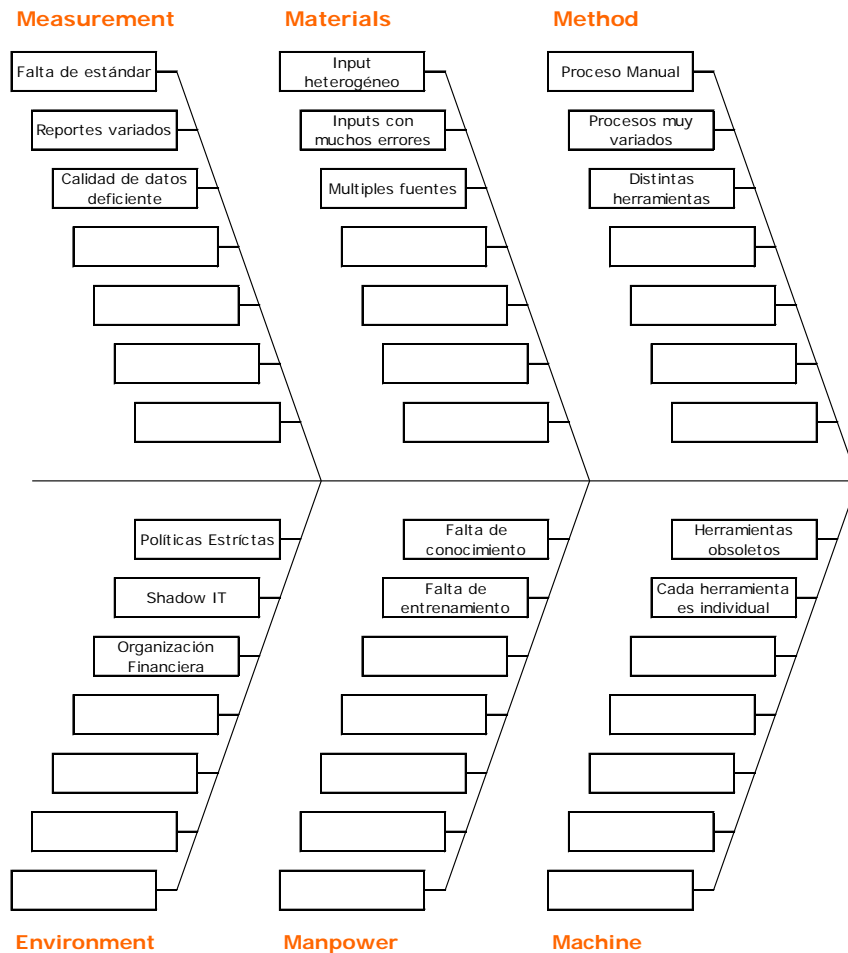 Measurement
Materials
Method
Falta de estándar
Input
heterogéneo
Proceso Manual
Reportes variados
Inputs con
muchos errores
Procesos muy
variados
Calidad de datos
deficiente
Multiples fuentes
Distintas
herramientas
Políticas Estríctas
Falta de
conocimiento
Herramientas
obsoletos
Shadow IT
Falta de
entrenamiento
Cada herramienta
es individual
Organización
Financiera
Environment
Manpower
Machine